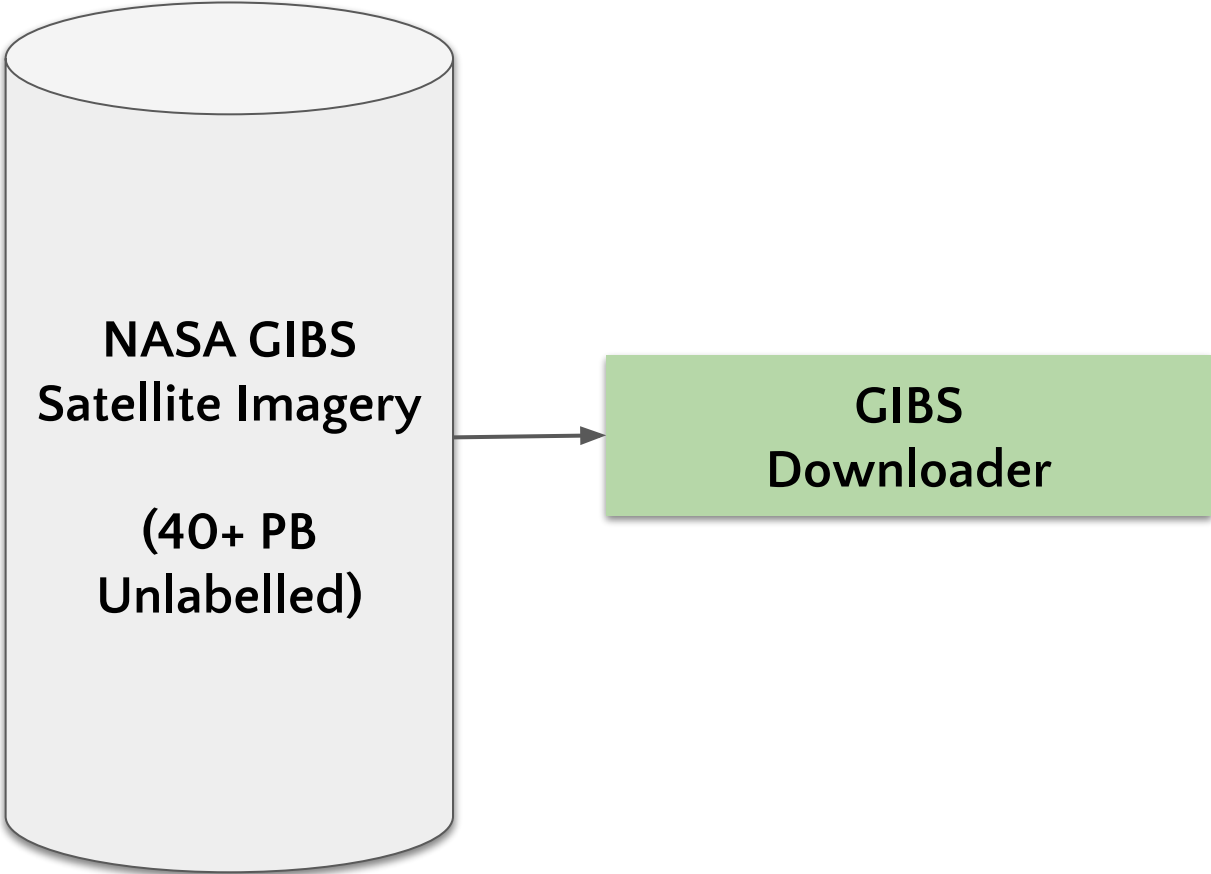 NASA GIBS
Satellite Imagery
(40+ PB
Unlabelled)
GIBS
Downloader